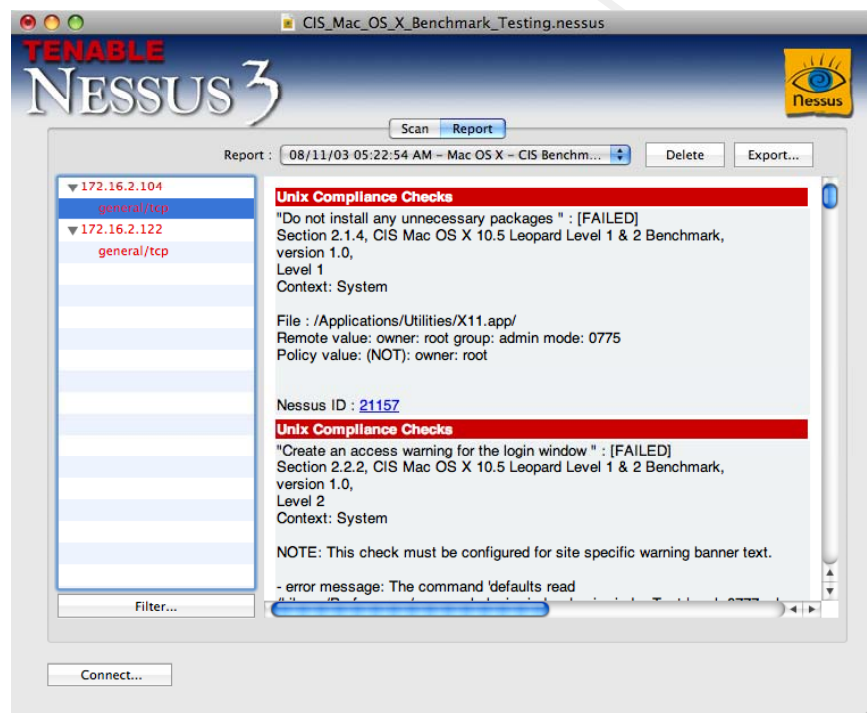 CIS_Mac_OS_X_Benchmark_Testing.nessus
TENABLE
NESSUS 3
Nessus
Scan Report
Report : 08/11/03 05:22:54 AM – Mac OS X – CIS Benchm... Delete Export...
172.16.2.104
general/tcp
172.16.2.122
general/tcp
Unix Compliance Checks
"Do not install any unnecessary packages " : [FAILED]
Section 2.1.4, CIS Mac OS X 10.5 Leopard Level 1 & 2 Benchmark,
version 1.0,
Level 1
Context: System
File : /Applications/Utilities/X11.app/
Remote value: owner: root group: admin mode: 0775
Policy value: (NOT): owner: root
Nessus ID : 21157
Unix Compliance Checks
"Create an access warning for the login window " : [FAILED]
Section 2.2.2, CIS Mac OS X 10.5 Leopard Level 1 & 2 Benchmark,
version 1.0,
Level 2
Context: System
NOTE: This check must be configured for site specific warning banner text.
- error message: The command 'defaults read
Filter...
Connect...